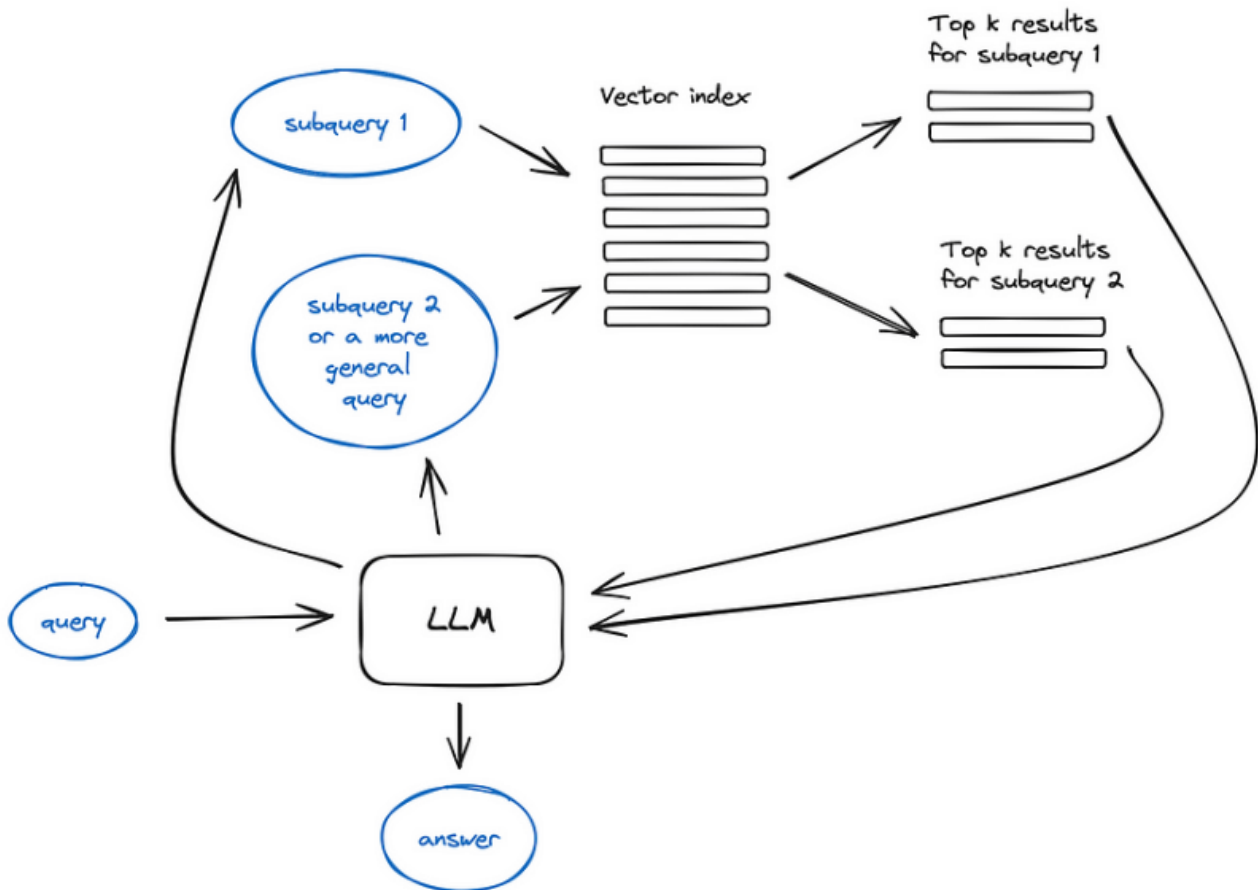 Top k results
for subquery 1
Vector index
subquery 1
Top k results
for subquery 2
subquery 2
or a more
general
query
LLM
query
answer